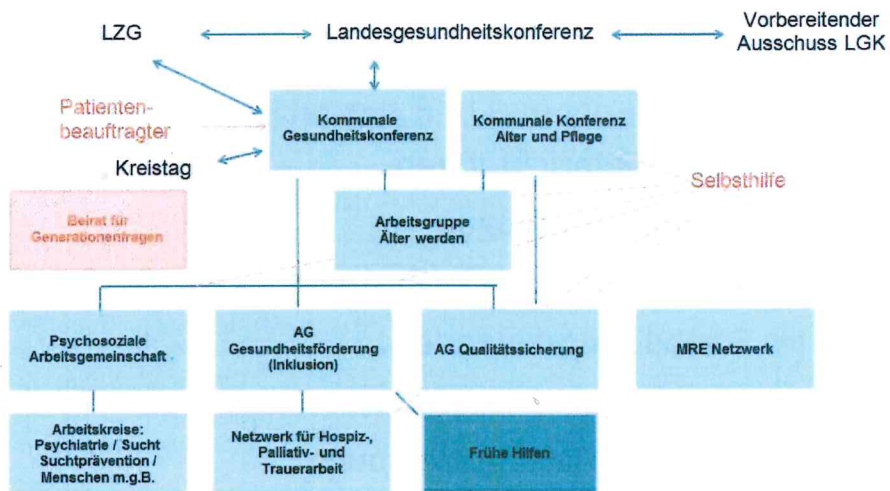 LZG
Landesgesundheitskonferenz
Vorbereitender
Ausschuss LGK
Patienten-
beauftragter
Kommunale
Gesundheitskonferenz
Kommunale Konferenz
Alter und Pflege
Kreistag
Selbsthilfe
Beirat für
Generationenfragen
Arbeitsgruppe
Älter werden
Psychosoziale
Arbeitsgemeinschaft
AG
Gesundheitsförderung
(Inklusion)
AG Qualitätssicherung
MRE Netzwerk
Arbeitskreise:
Psychiatrie / Sucht
Suchtprävention /
Menschen m.g.B.
Netzwerk für Hospiz-,
Palliativ- und
Trauerarbeit
Frühe Hilfen